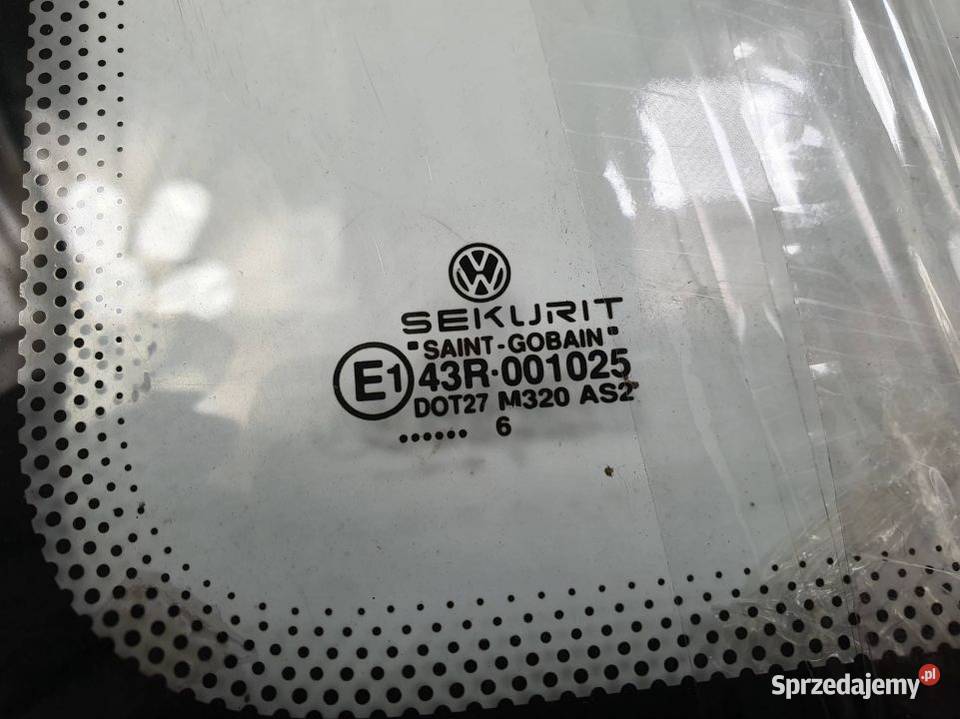 SEKURIT
"SAINT-GOBAIN"
E1 43R-001025
DOT27 M320 AS2
...... 6
Sprzedajemy.pl